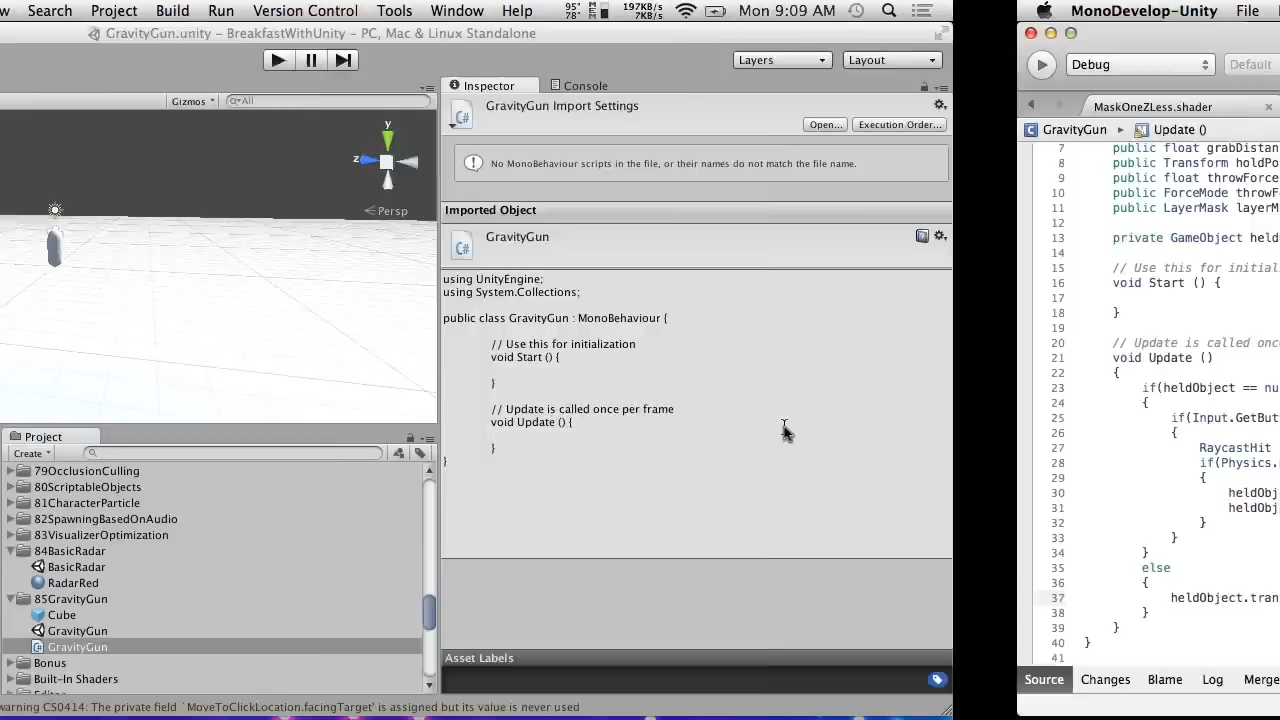 Search Project Build Run Version Control Tools Window Help 95° 78° 197KB/s 7KB/s Mon 9:09 AM
MonoDevelop-Unity File
GravityGun.unity – BreakfastWithUnity – PC, Mac & Linux Standalone
Layers Layout
Debug Default
Gizmos All
Inspector Console
GravityGun Import Settings
Open... Execution Order...
No MonoBehaviour scripts in the file, or their names do not match the file name.
Imported Object
GravityGun
using UnityEngine;
using System.Collections;
public class GravityGun : MonoBehaviour {
// Use this for initialization
void Start () {
}
// Update is called once per frame
void Update () {
}
}
Asset Labels
y
z
Persp
Project
Create
79OcclusionCulling
80ScriptableObjects
81CharacterParticle
82SpawningBasedOnAudio
83VisualizerOptimization
84BasicRadar
BasicRadar
RadarRed
85GravityGun
Cube
GravityGun
GravityGun
Bonus
Built-In Shaders
warning CS0414: The private field `MoveToClickLocation.facingTarget' is assigned but its value is never used
MaskOneZLess.shader
GravityGun Update ()
7 public float grabDistan
8 public Transform holdPo
9 public float throwForce
10 public ForceMode throwF
11 public LayerMask layerM
12
13 private GameObject held
14
15 // Use this for initial
16 void Start () {
17
18 }
19
20 // Update is called onc
21 void Update ()
22 {
23 if(heldObject == nu
24 {
25 if(Input.GetBut
26 {
27 RaycastHit
28 if(Physics.
29 {
30 heldObj
31 heldObj
32 }
33 }
34 }
35 else
36 {
37 heldObject.tran
38 }
39 }
40 }
41
Source Changes Blame Log Merge